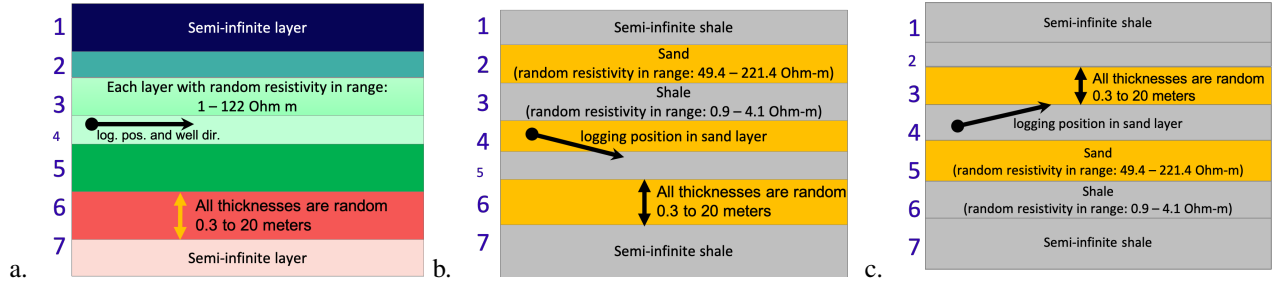 1
Semi-infinite layer
2
Each layer with random resistivity in range:
1 – 122 Ohm m
3
4
log. pos. and well dir.
5
6
All thicknesses are random
0.3 to 20 meters
7
Semi-infinite layer
a.
1
Semi-infinite shale
2
Sand
(random resistivity in range: 49.4 – 221.4 Ohm-m)
3
Shale
(random resistivity in range: 0.9 – 4.1 Ohm-m)
4
logging position in sand layer
5
6
All thicknesses are random
0.3 to 20 meters
7
Semi-infinite shale
b.
1
Semi-infinite shale
2
3
All thicknesses are random
0.3 to 20 meters
4
logging position in sand layer
5
Sand
(random resistivity in range: 49.4 – 221.4 Ohm-m)
6
Shale
(random resistivity in range: 0.9 – 4.1 Ohm-m)
7
Semi-infinite shale
c.